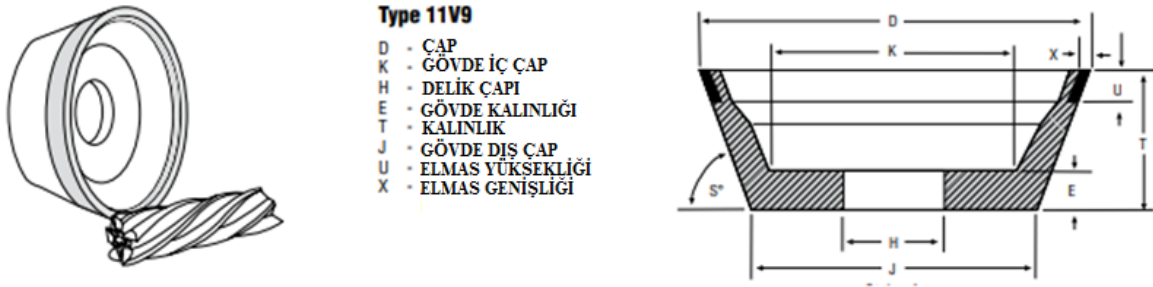 Type 11V9
D - ÇAP
K - GÖVDE İÇ ÇAP
H - DELİK ÇAPI
E - GÖVDE KALINLIĞI
T - KALINLIK
J - GÖVDE DIŞ ÇAP
U - ELMAS YÜKSEKLİĞİ
X - ELMAS GENİŞLİĞİ
D
K
X
U
T
S°
E
H
J